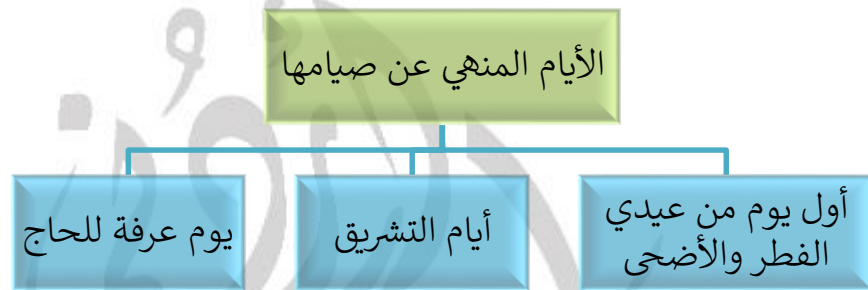 الأيام المنهي عن صيامها
أول يوم من عيدي
الفطر والأضحى
أيام التشريق
يوم عرفة للحاج